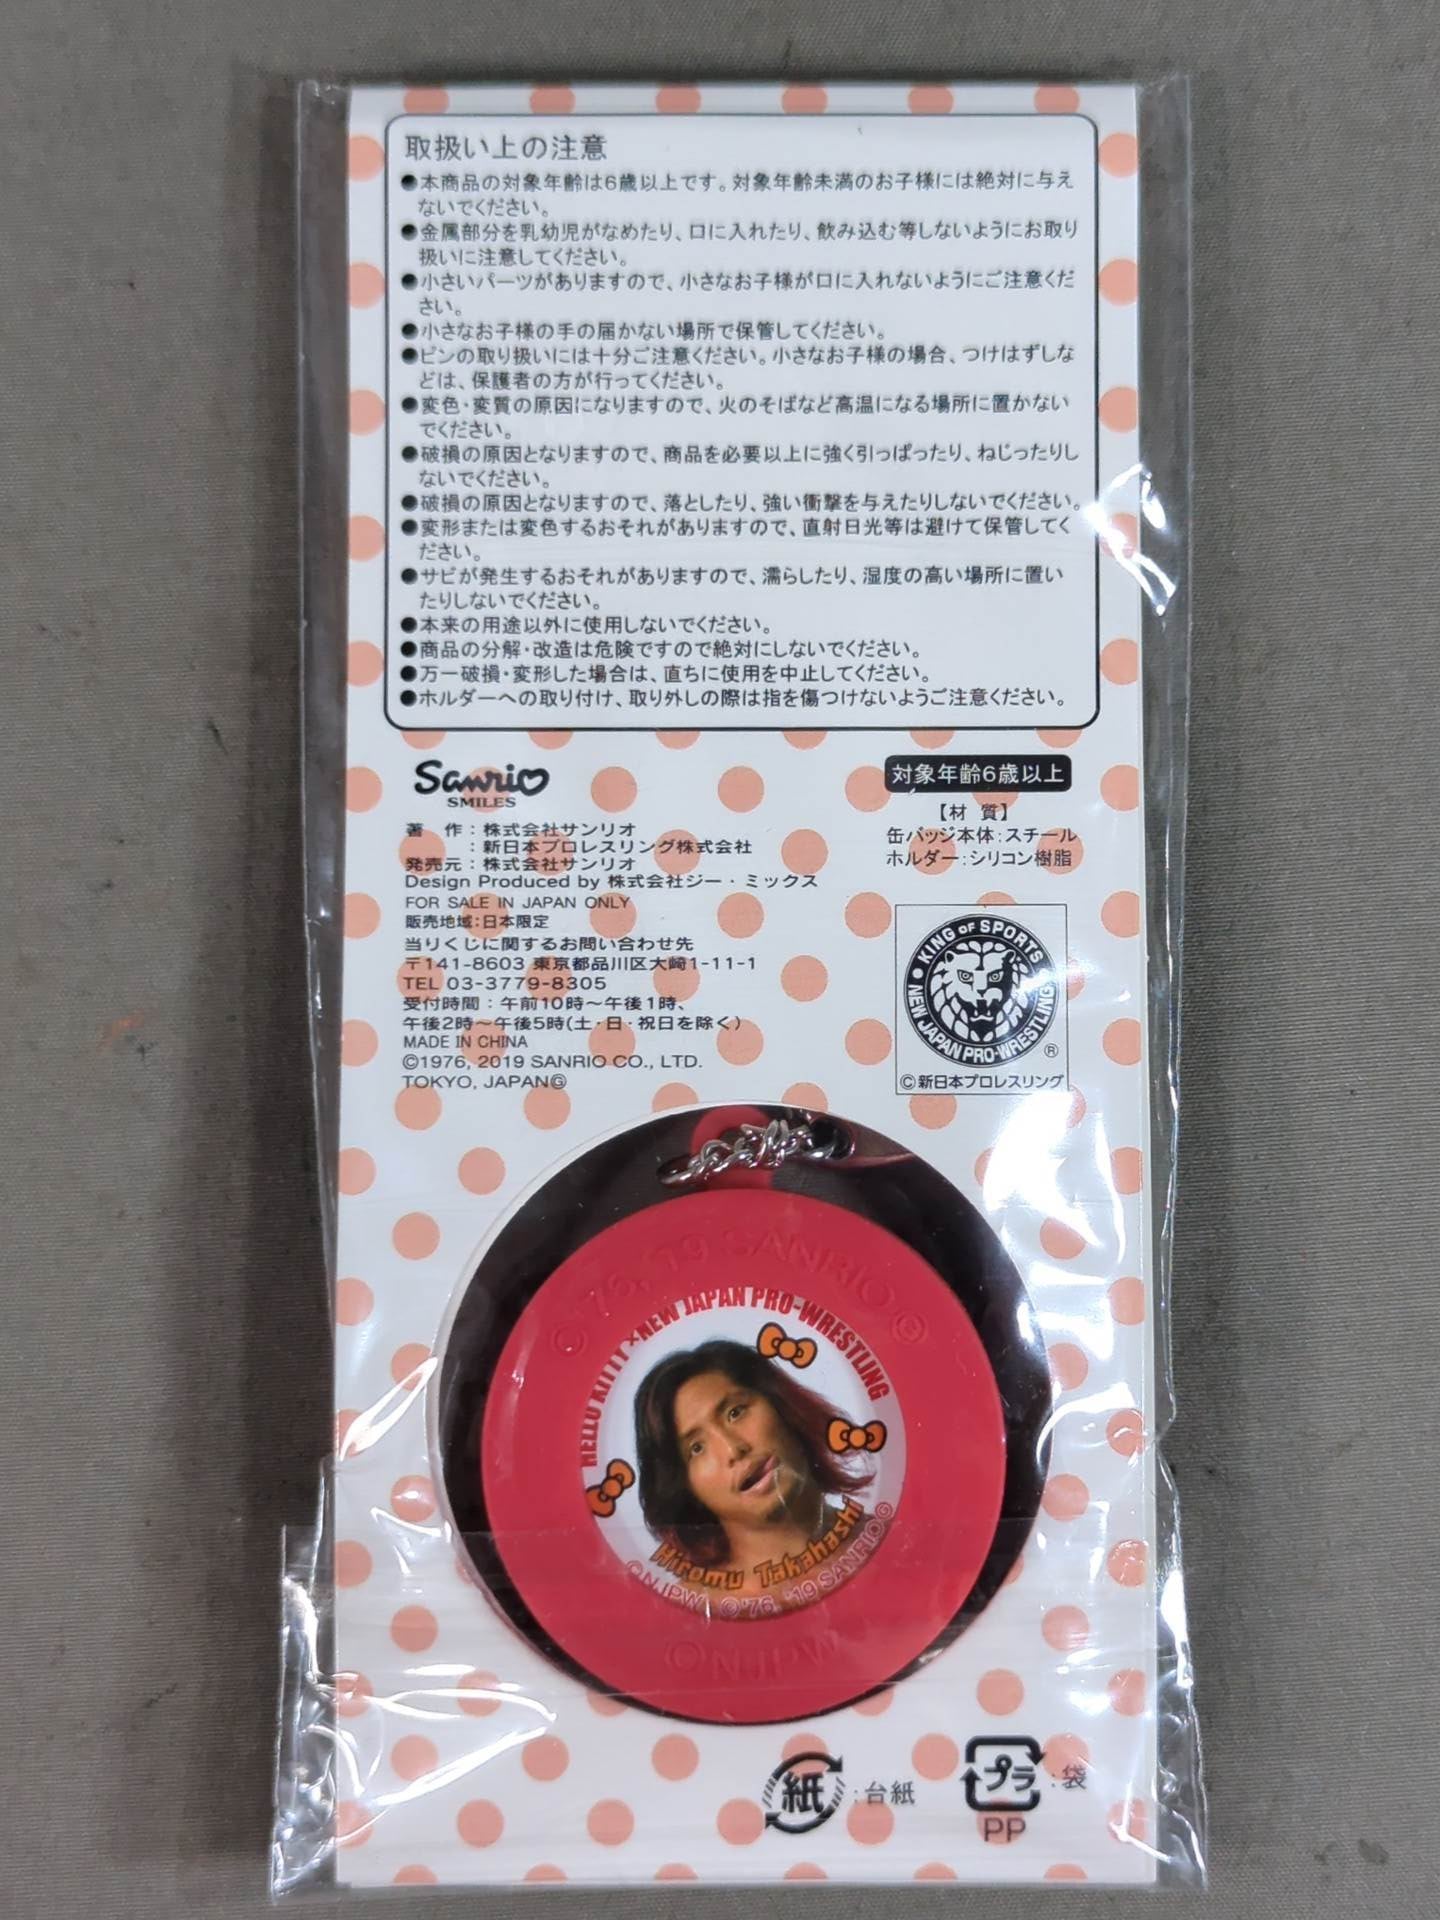 取扱い上の注意
●本商品の対象年齢は6歳以上です。対象年齢未満のお子様には絶対に与え
ないでください。
●金属部分を乳幼児がなめたり、口に入れたり、飲み込む等しないようにお取り
扱いに注意してください。
●小さいパーツがありますので、小さなお子様が口に入れないようにご注意くだ
さい。
●小さなお子様の手の届かない場所で保管してください。
●ピンの取り扱いには十分ご注意ください。小さなお子様の場合、つけはずしな
どは、保護者の方が行ってください。
●変色・変質の原因になりますので、火のそばなど高温になる場所に置かない
でください。
●破損の原因となりますので、商品を必要以上に強く引っぱったり、ねじったりし
ないでください。
●破損の原因となりますので、落としたり、強い衝撃を与えたりしないでください。
●変形または変色するおそれがありますので、直射日光等は避けて保管してく
ださい。
●サビが発生するおそれがありますので、濡らしたり、湿度の高い場所に置い
たりしないでください。
●本来の用途以外に使用しないでください。
●商品の分解・改造は危険ですので絶対にしないでください。
●万一破損・変形した場合は、直ちに使用を中止してください。
●ホルダーへの取り付け、取り外しの際は指を傷つけないようご注意ください。
Sanrio
SMILES
著　作：株式会社サンリオ
：新日本プロレスリング株式会社
発売元：株式会社サンリオ
Design Produced by 株式会社ジー・ミックス
FOR SALE IN JAPAN ONLY
販売地域：日本限定
当りくじに関するお問い合わせ先
〒141-8603 東京都品川区大崎1-11-1
TEL 03-3779-8305
受付時間：午前10時～午後1時、
午後2時～午後5時(土・日・祝日を除く)
MADE IN CHINA
©1976, 2019 SANRIO CO., LTD.
TOKYO, JAPANⒼ
対象年齢6歳以上
【材 質】
缶バッジ本体：スチール
ホルダー：シリコン樹脂
KING OF SPORTS
NEW JAPAN PRO-WRESTLING
®
©新日本プロレスリング
©'76, '19 SANRIO Ⓖ
HELLO KITTY×NEW JAPAN PRO-WRESTLING
Hiromu Takahashi
©NJPW ©'76, '19 SANRIOⒼ
©NJPW
紙：台紙
プラ：袋
PP